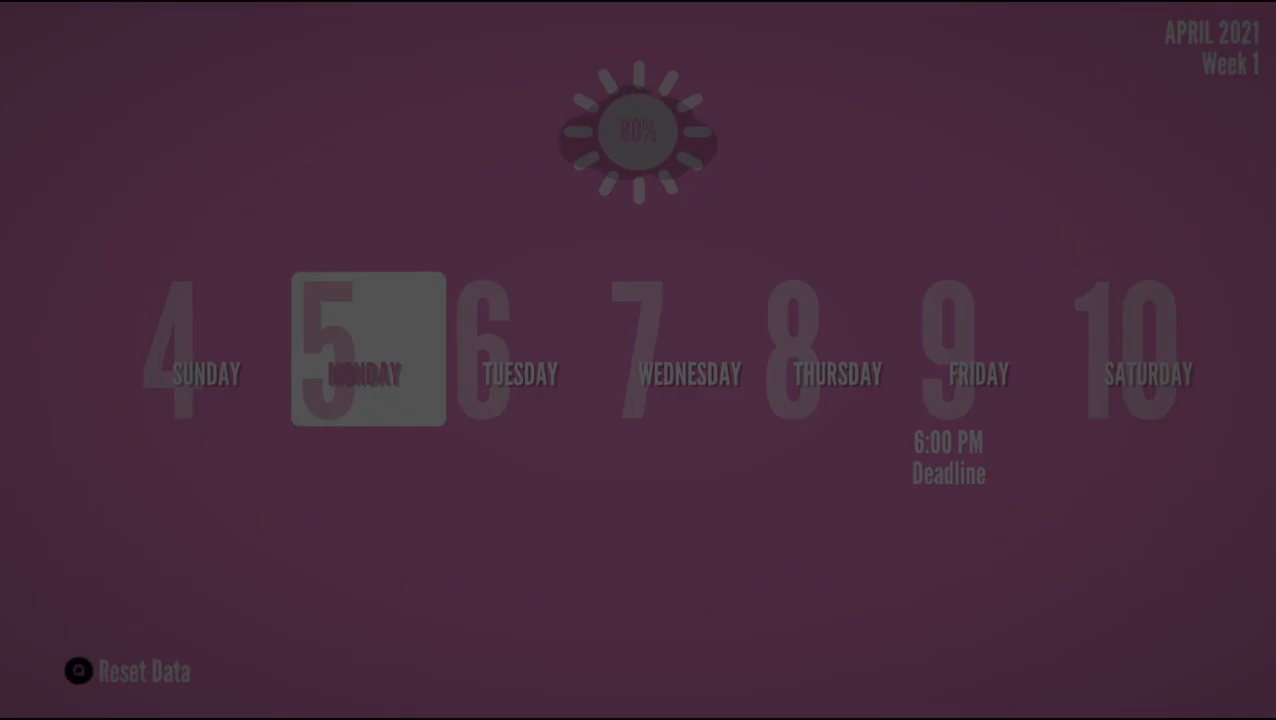 APRIL 2021
Week 1
80%
4 5 6 7 8 9 10
SUNDAY MONDAY TUESDAY WEDNESDAY THURSDAY FRIDAY SATURDAY
6:00 PM
Deadline
Q Reset Data